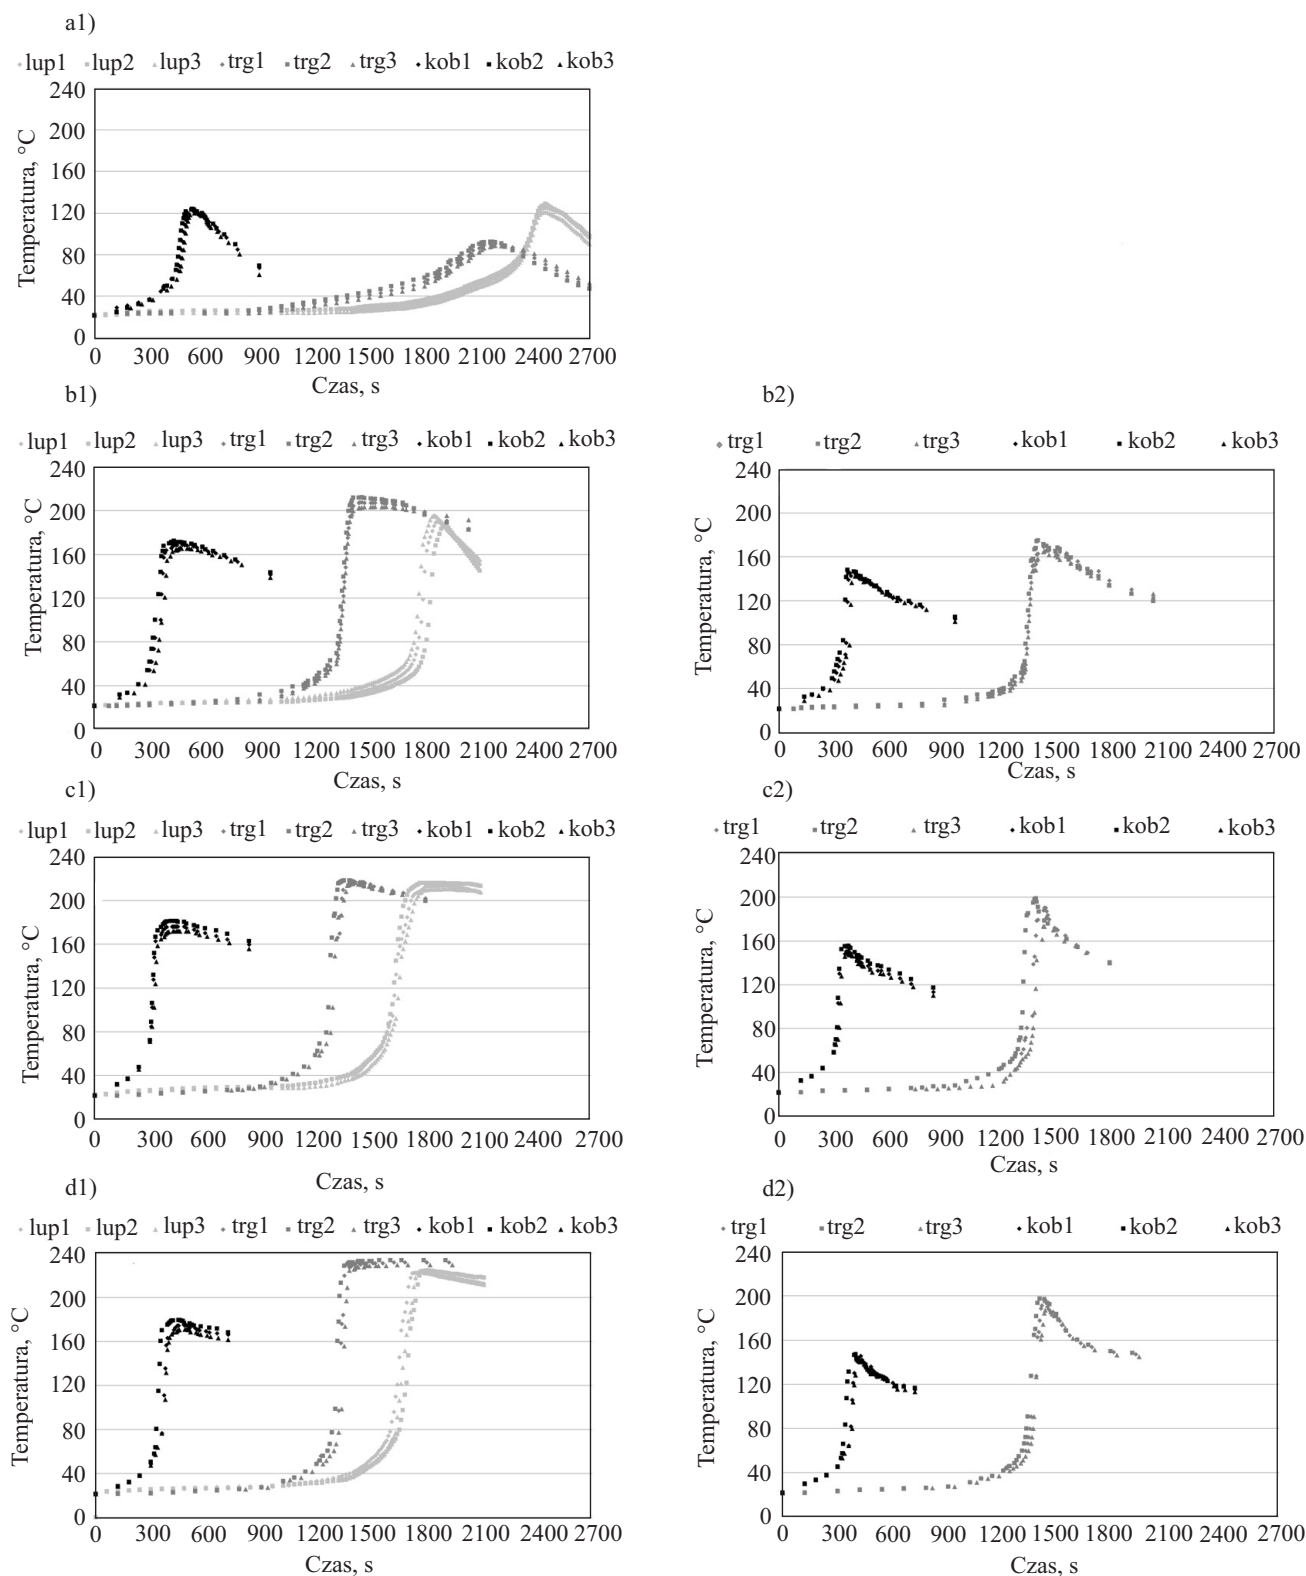 a1)
lup1 lup2 lup3 trg1 trg2 trg3 kob1 kob2 kob3
240
200
160
120
80
40
0
Temperatura, °C
0 300 600 900 1200 1500 1800 2100 2400 2700
Czas, s
b1)
lup1 lup2 lup3 trg1 trg2 trg3 kob1 kob2 kob3
240
200
160
120
80
40
0
Temperatura, °C
0 300 600 900 1200 1500 1800 2100 2400 2700
Czas, s
b2)
trg1 trg2 trg3 kob1 kob2 kob3
240
200
160
120
80
40
0
Temperatura, °C
0 300 600 900 1200 1500 1800 2100 2400 2700
Czas, s
c1)
lup1 lup2 lup3 trg1 trg2 trg3 kob1 kob2 kob3
240
200
160
120
80
40
0
Temperatura, °C
0 300 600 900 1200 1500 1800 2100 2700
Czas, s
c2)
trg1 trg2 trg3 kob1 kob2 kob3
240
200
160
120
80
40
0
Temperatura, °C
0 300 600 900 1200 1500 1800 2100 2400 2700
Czas, s
d1)
lup1 lup2 lup3 trg1 trg2 trg3 kob1 kob2 kob3
240
200
160
120
80
40
0
Temperatura, °C
0 300 600 900 1200 1500 1800 2100 2400 2700
Czas, s
d2)
trg1 trg2 trg3 kob1 kob2 kob3
240
200
160
120
80
40
0
Temperatura, °C
0 300 600 900 1200 1500 1800 2100 2400 2700
Czas, s